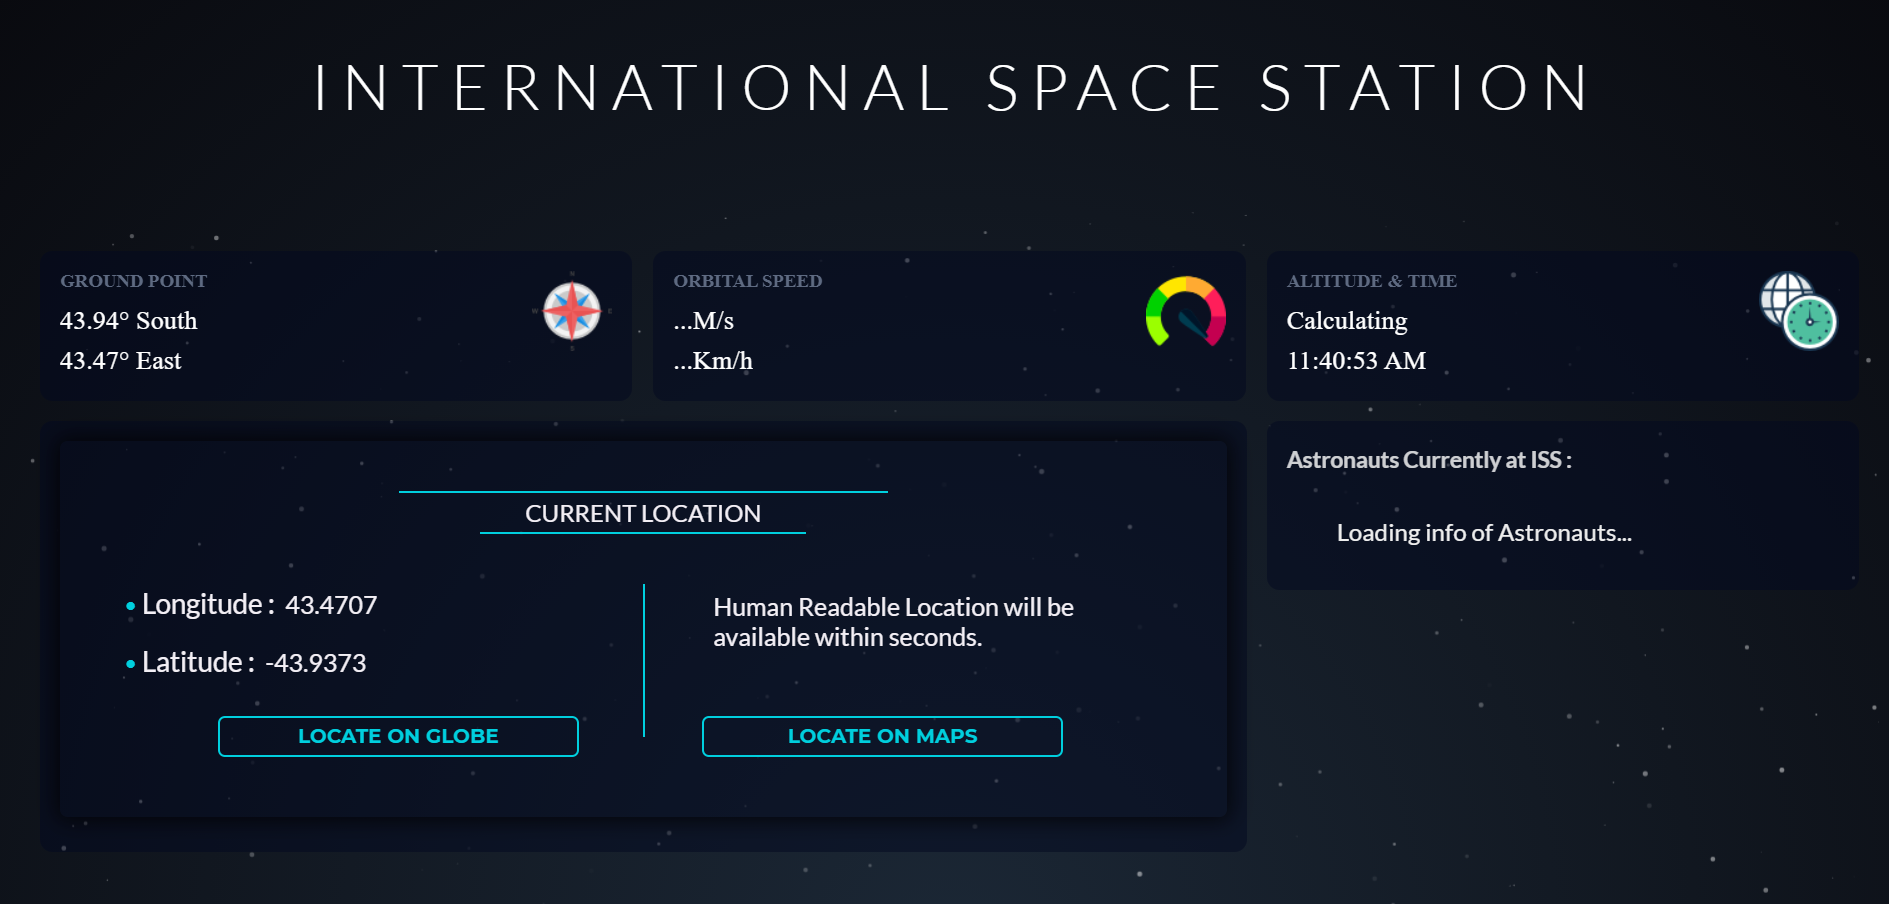 INTERNATIONAL SPACE STATION
GROUND POINT
43.94° South
43.47° East
N
W
E
S
ORBITAL SPEED
...M/s
...Km/h
ALTITUDE & TIME
Calculating
11:40:53 AM
CURRENT LOCATION
• Longitude : 43.4707
• Latitude : -43.9373
LOCATE ON GLOBE
Human Readable Location will be
available within seconds.
LOCATE ON MAPS
Astronauts Currently at ISS :
Loading info of Astronauts...